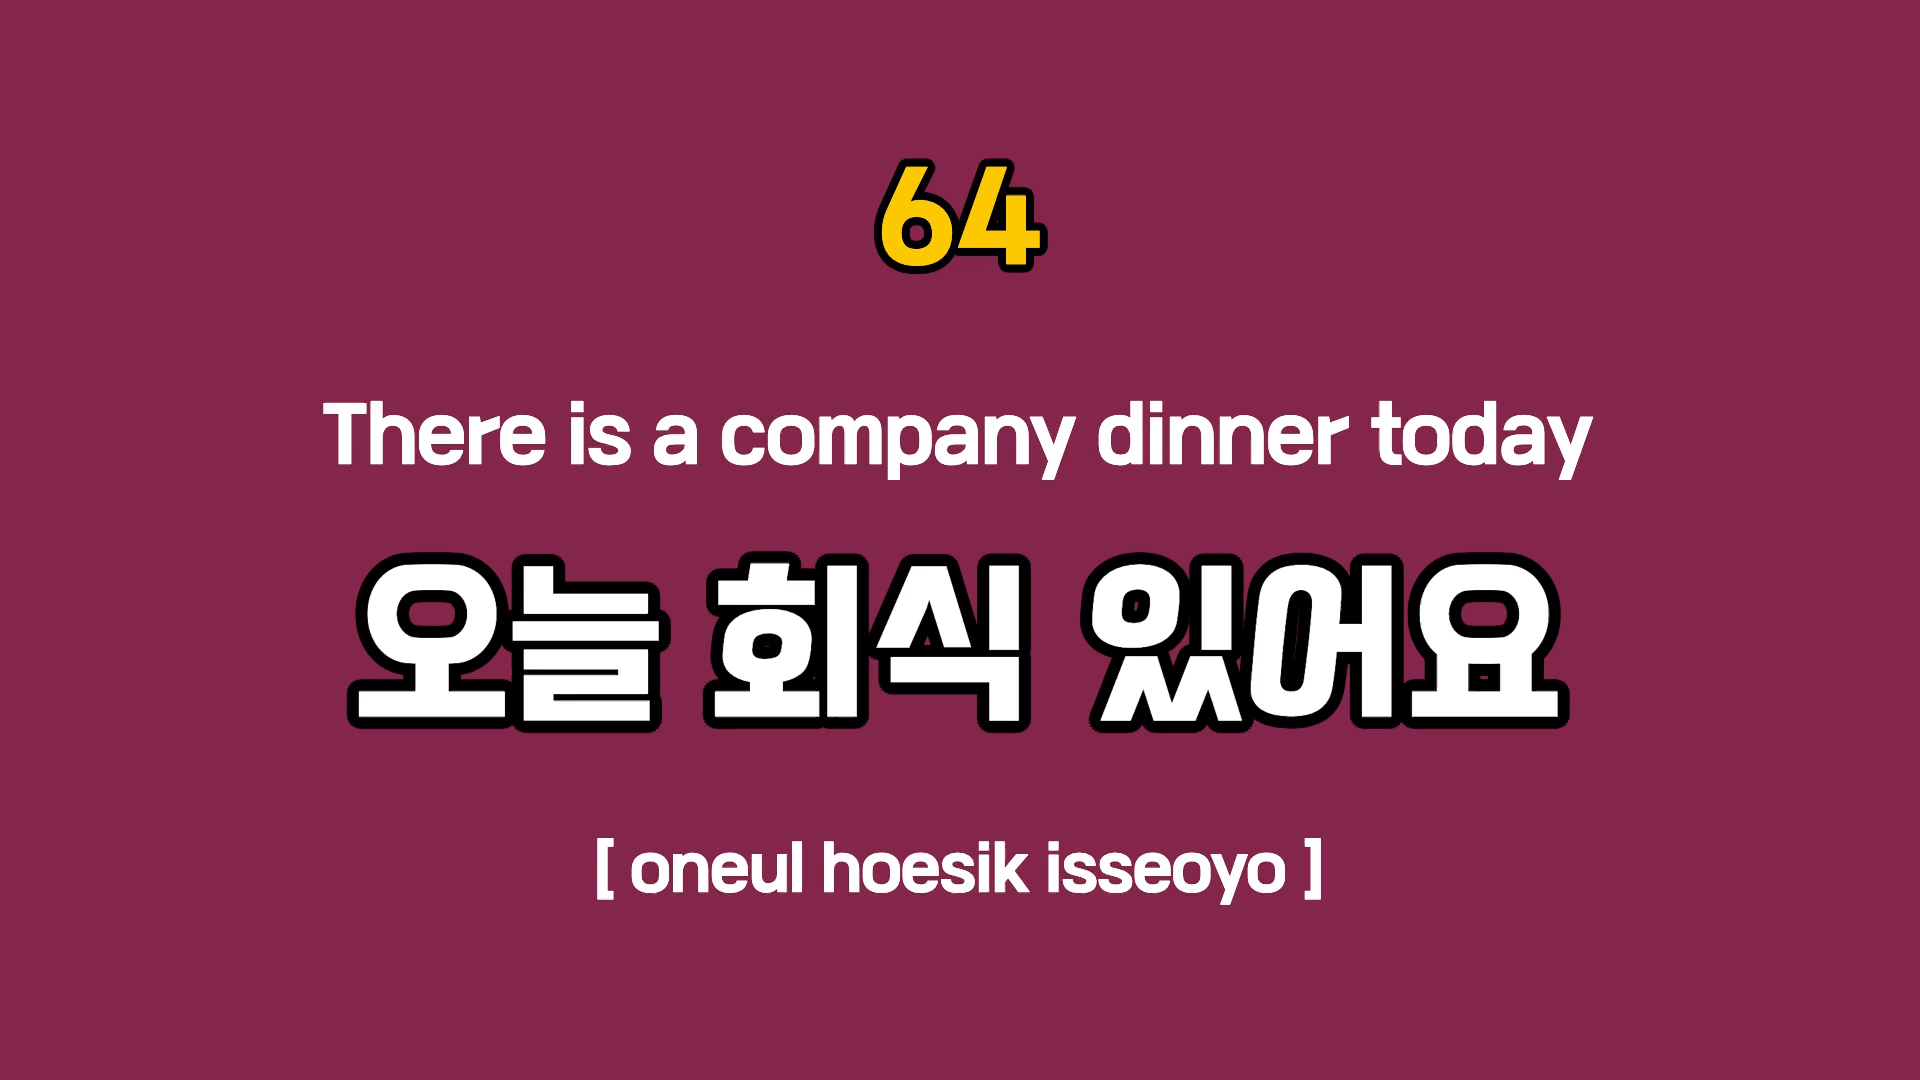 64
There is a company dinner today
오늘 회식 있어요
[ oneul hoesik isseoyo ]